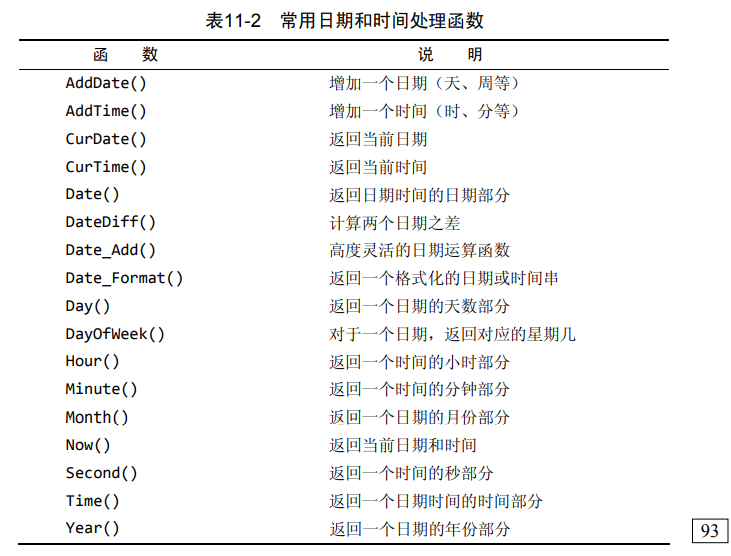 表11-2 常用日期和时间处理函数
函 数 说 明
AddDate() 增加一个日期（天、周等）
AddTime() 增加一个时间（时、分等）
CurDate() 返回当前日期
CurTime() 返回当前时间
Date() 返回日期时间的日期部分
DateDiff() 计算两个日期之差
Date_Add() 高度灵活的日期运算函数
Date_Format() 返回一个格式化的日期或时间串
Day() 返回一个日期的天数部分
DayOfWeek() 对于一个日期，返回对应的星期几
Hour() 返回一个时间的小时部分
Minute() 返回一个时间的分钟部分
Month() 返回一个日期的月份部分
Now() 返回当前日期和时间
Second() 返回一个时间的秒部分
Time() 返回一个日期时间的时间部分
Year() 返回一个日期的年份部分
93